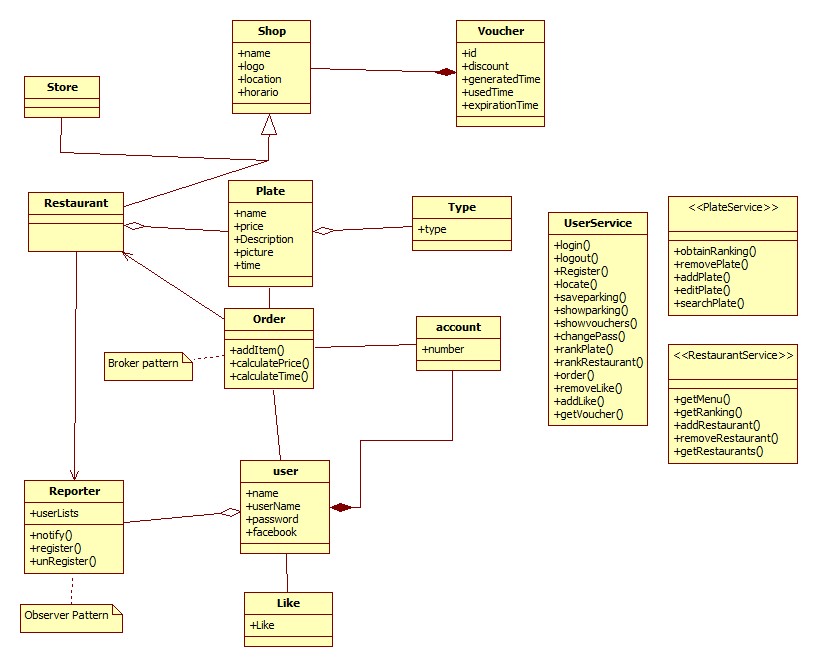 Shop
+name
+logo
+location
+horario
Voucher
+id
+discount
+generatedTime
+usedTime
+expirationTime
Store
Restaurant
Plate
+name
+price
+Description
+picture
+time
Type
+type
UserService
+login()
+logout()
+Register()
+locate()
+saveparking()
+showparking()
+showvouchers()
+changePass()
+rankPlate()
+rankRestaurant()
+order()
+removeLike()
+addLike()
+getVoucher()
<<PlateService>>
+obtainRanking()
+removePlate()
+addPlate()
+editPlate()
+searchPlate()
Order
+addItem()
+calculatePrice()
+calculateTime()
account
+number
Broker pattern
<<RestaurantService>>
+getMenu()
+getRanking()
+addRestaurant()
+removeRestaurant()
+getRestaurants()
Reporter
+userLists
+notify()
+register()
+unRegister()
user
+name
+userName
+password
+facebook
Observer Pattern
Like
+Like